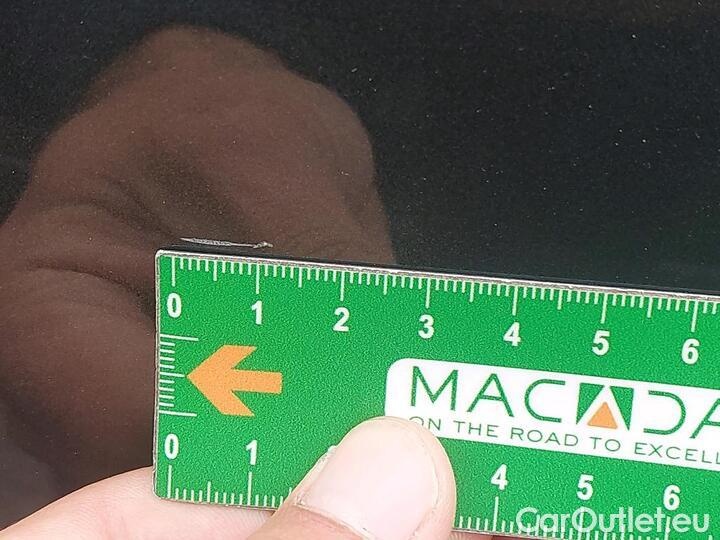 0 1 2 3 4 5 6
MACADA
ON THE ROAD TO EXCELL
0 1 4 5 6
CarOutlet.eu